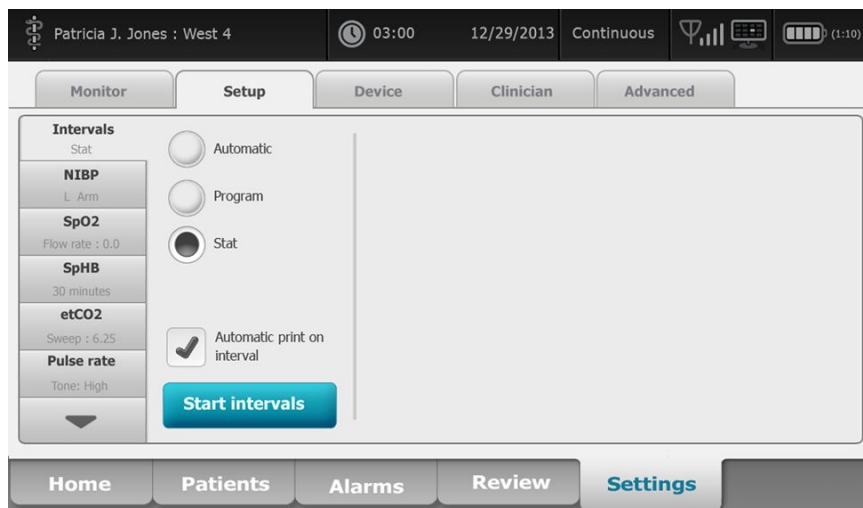 Patricia J. Jones : West 4
03:00
12/29/2013
Continuous
(1:10)
Monitor
Setup
Device
Clinician
Advanced
Intervals
Stat
NIBP
L Arm
SpO2
Flow rate : 0.0
SpHB
30 minutes
etCO2
Sweep : 6.25
Pulse rate
Tone: High
Automatic
Program
Stat
Automatic print on
interval
Start intervals
Home
Patients
Alarms
Review
Settings